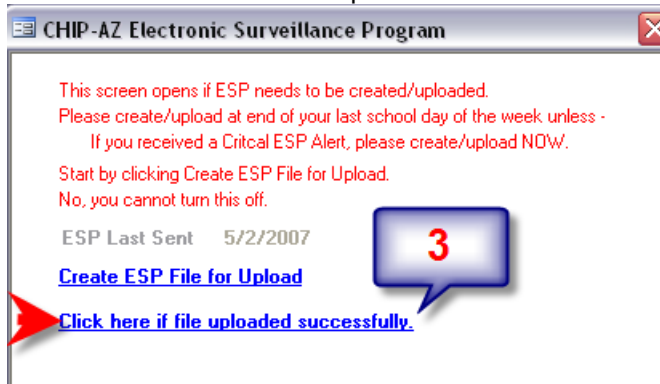 CHIP-AZ Electronic Surveillance Program
This screen opens if ESP needs to be created/uploaded.
Please create/upload at end of your last school day of the week unless -
If you received a Critcal ESP Alert, please create/upload NOW.
Start by clicking Create ESP File for Upload.
No, you cannot turn this off.
ESP Last Sent 5/2/2007
3
Create ESP File for Upload
Click here if file uploaded successfully.